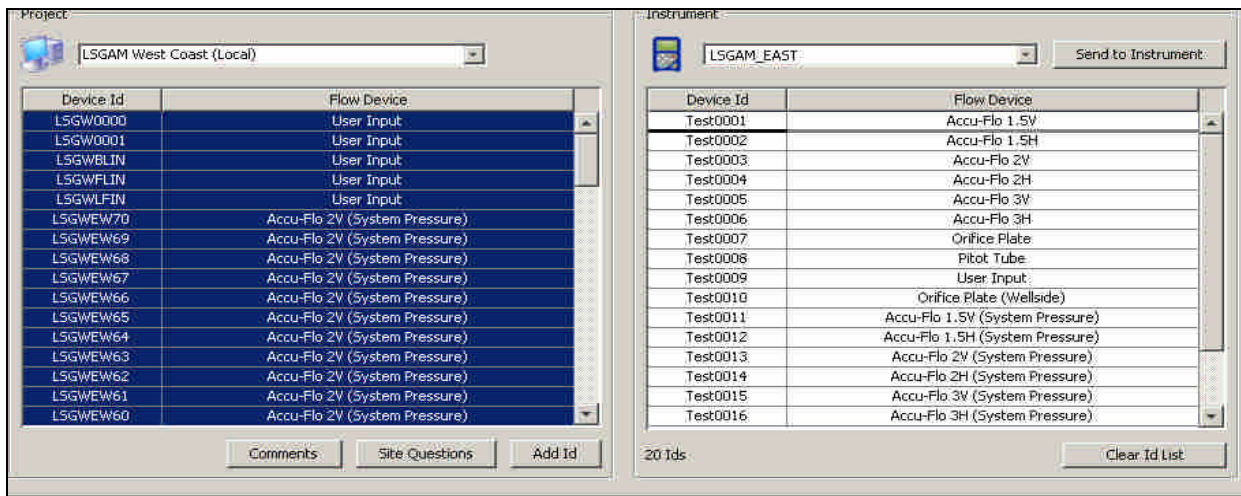 Project
LSGAM West Coast (Local)
Device Id Flow Device
LSGW0000 User Input
LSGW0001 User Input
LSGWBLIN User Input
LSGWFLIN User Input
LSGWLFIN User Input
LSGWEW70 Accu-Flo 2V (System Pressure)
LSGWEW69 Accu-Flo 2V (System Pressure)
LSGWEW68 Accu-Flo 2V (System Pressure)
LSGWEW67 Accu-Flo 2V (System Pressure)
LSGWEW66 Accu-Flo 2V (System Pressure)
LSGWEW65 Accu-Flo 2V (System Pressure)
LSGWEW64 Accu-Flo 2V (System Pressure)
LSGWEW63 Accu-Flo 2V (System Pressure)
LSGWEW62 Accu-Flo 2V (System Pressure)
LSGWEW61 Accu-Flo 2V (System Pressure)
LSGWEW60 Accu-Flo 2V (System Pressure)
Comments Site Questions Add Id
Instrument
LSGAM_EAST Send to Instrument
Device Id Flow Device
Test0001 Accu-Flo 1.5V
Test0002 Accu-Flo 1.5H
Test0003 Accu-Flo 2V
Test0004 Accu-Flo 2H
Test0005 Accu-Flo 3V
Test0006 Accu-Flo 3H
Test0007 Orifice Plate
Test0008 Pitot Tube
Test0009 User Input
Test0010 Orifice Plate (Wellside)
Test0011 Accu-Flo 1.5V (System Pressure)
Test0012 Accu-Flo 1.5H (System Pressure)
Test0013 Accu-Flo 2V (System Pressure)
Test0014 Accu-Flo 2H (System Pressure)
Test0015 Accu-Flo 3V (System Pressure)
Test0016 Accu-Flo 3H (System Pressure)
20 Ids Clear Id List